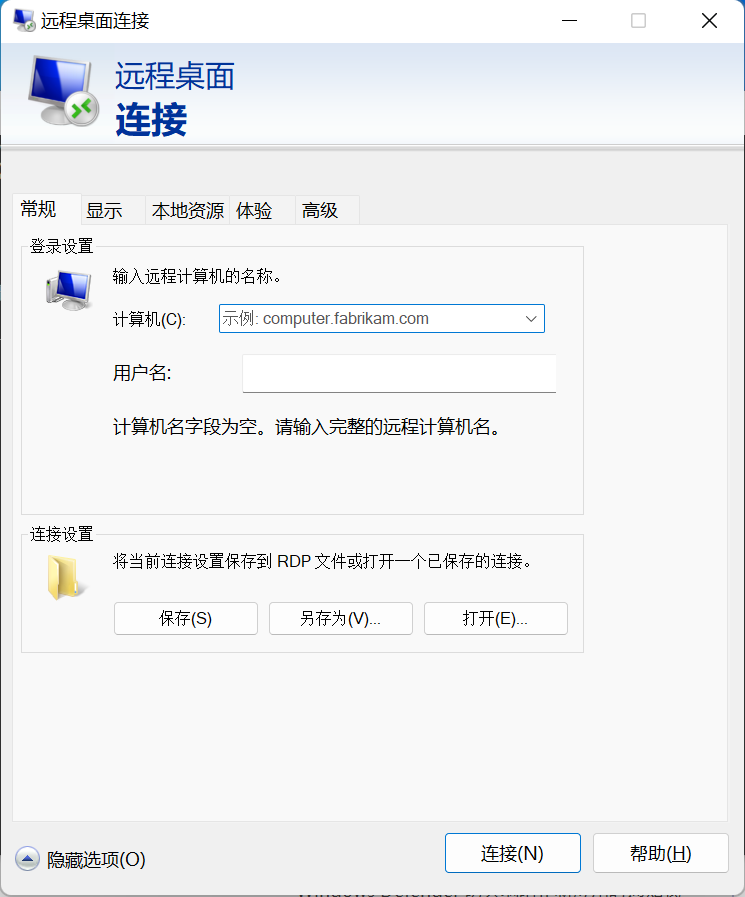 远程桌面连接
远程桌面
连接
常规 显示 本地资源 体验 高级
登录设置
输入远程计算机的名称。
计算机(C): 示例: computer.fabrikam.com
用户名:
计算机名字段为空。请输入完整的远程计算机名。
连接设置
将当前连接设置保存到 RDP 文件或打开一个已保存的连接。
保存(S) 另存为(V)... 打开(E)...
隐藏选项(O) 连接(N) 帮助(H)